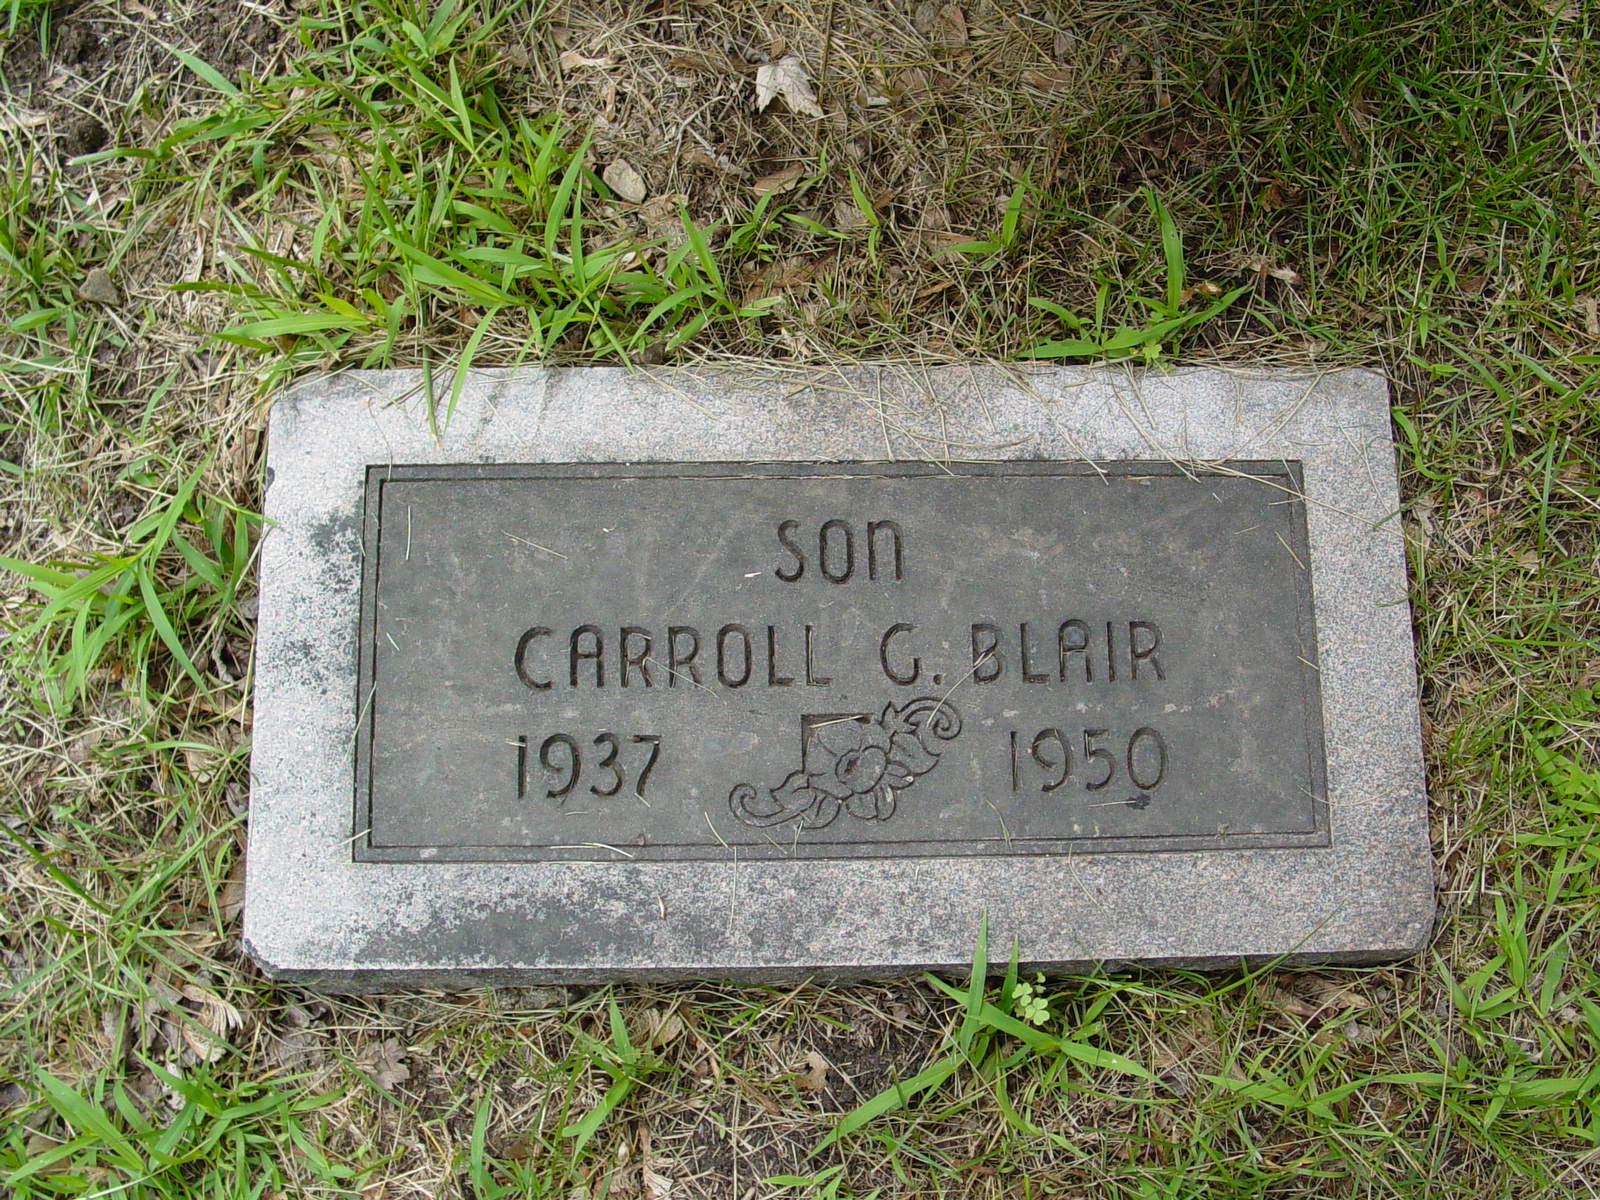 SON
CARROLL G. BLAIR
1937 1950